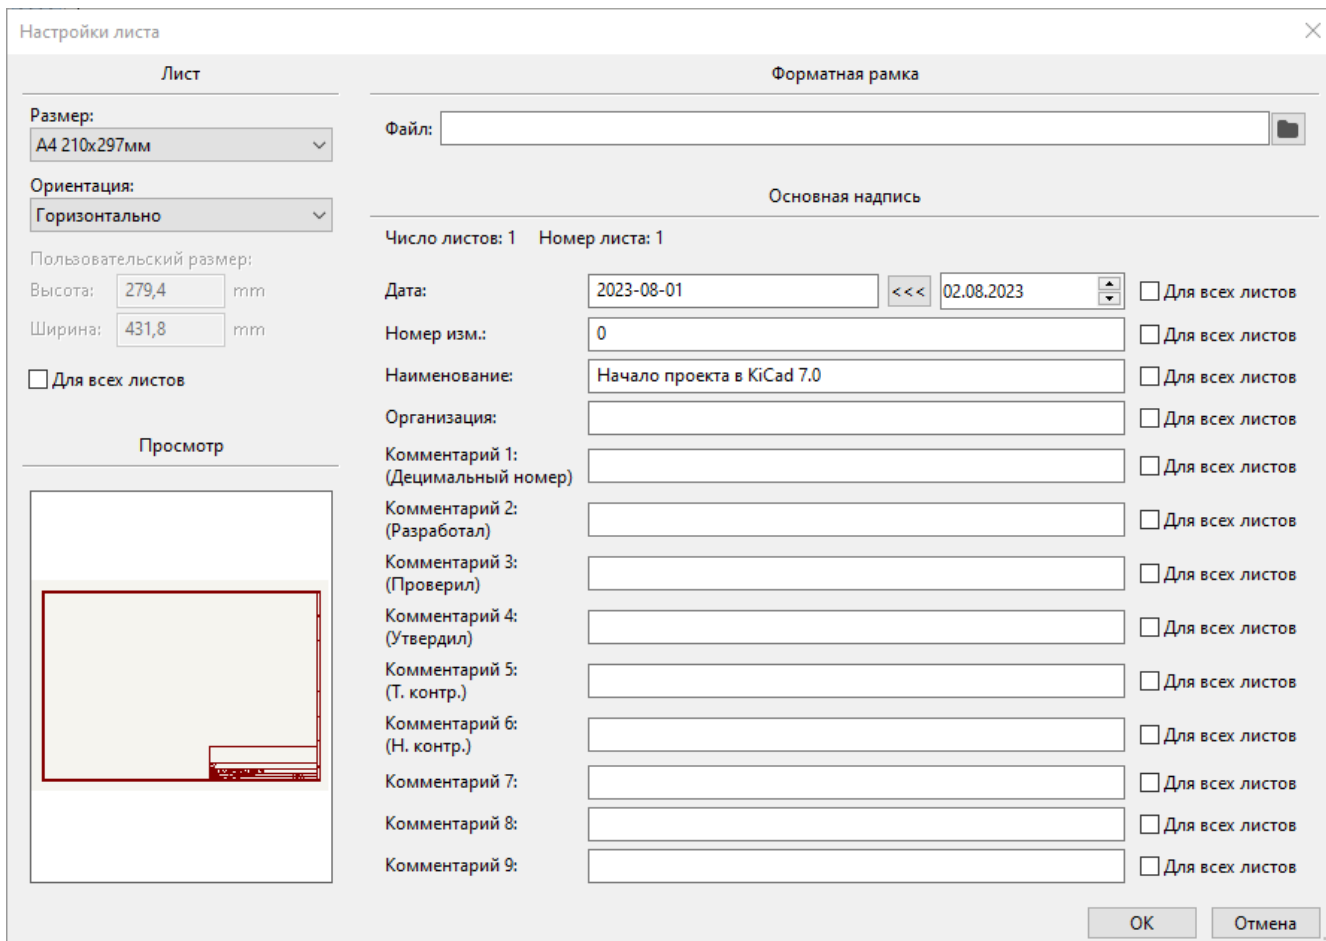 Настройки листа
Лист
Размер:
A4 210x297мм
Ориентация:
Горизонтально
Пользовательский размер:
Высота: 279,4 mm
Ширина: 431,8 mm
Для всех листов
Просмотр
Форматная рамка
Файл:
Основная надпись
Число листов: 1 Номер листа: 1
Дата: 2023-08-01 <<< 02.08.2023 Для всех листов
Номер изм.: 0 Для всех листов
Наименование: Начало проекта в KiCad 7.0 Для всех листов
Организация: Для всех листов
Комментарий 1:
(Децимальный номер) Для всех листов
Комментарий 2:
(Разработал) Для всех листов
Комментарий 3:
(Проверил) Для всех листов
Комментарий 4:
(Утвердил) Для всех листов
Комментарий 5:
(Т. контр.) Для всех листов
Комментарий 6:
(Н. контр.) Для всех листов
Комментарий 7: Для всех листов
Комментарий 8: Для всех листов
Комментарий 9: Для всех листов
OK Отмена